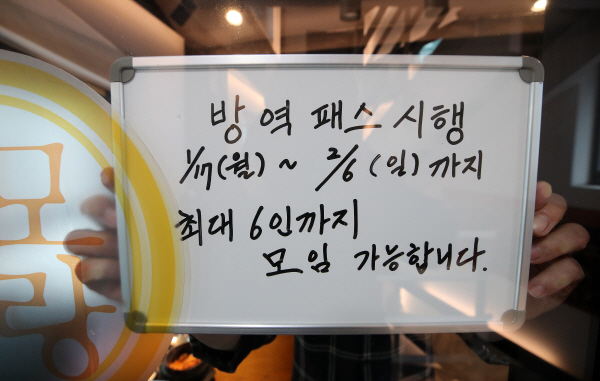 방역패스 시행
1/17(월) ~ 2/6(일)까지
최대 6인까지
모임 가능합니다.